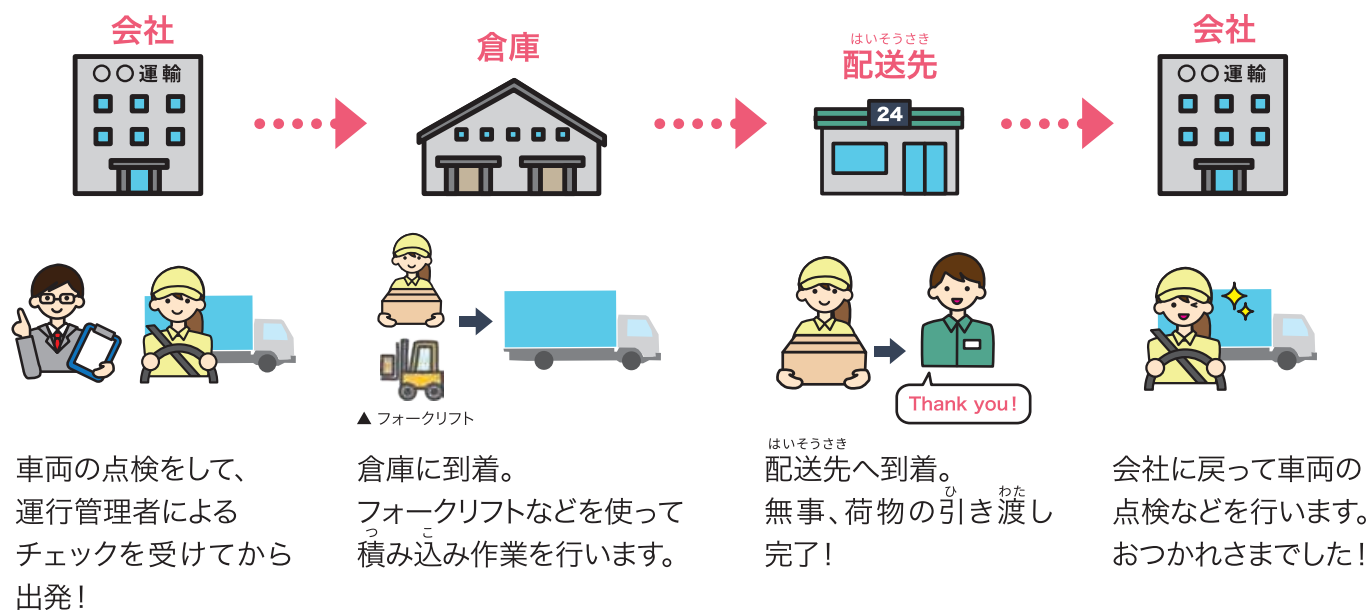 会社
○○運輸
倉庫
はいそうさき
配送先
24
会社
○○運輸
▲ フォークリフト
Thank you!
車両の点検をして、
運行管理者による
チェックを受けてから
出発！
倉庫に到着。
フォークリフトなどを使って
つ こ
積み込み作業を行います。
はいそうさき
配送先へ到着。
ひ わた
無事、荷物の引き渡し
完了！
会社に戻って車両の
点検などを行います。
おつかれさまでした！